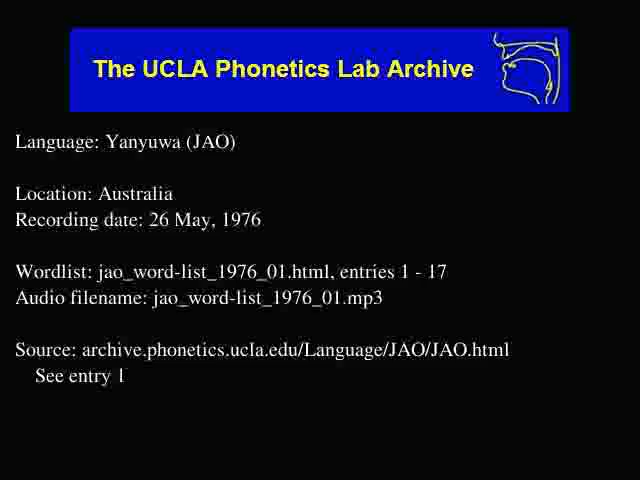 The UCLA Phonetics Lab Archive
Language: Yanyuwa (JAO)
Location: Australia
Recording date: 26 May, 1976
Wordlist: jao_word-list_1976_01.html, entries 1 - 17
Audio filename: jao_word-list_1976_01.mp3
Source: archive.phonetics.ucla.edu/Language/JAO/JAO.html
See entry 1